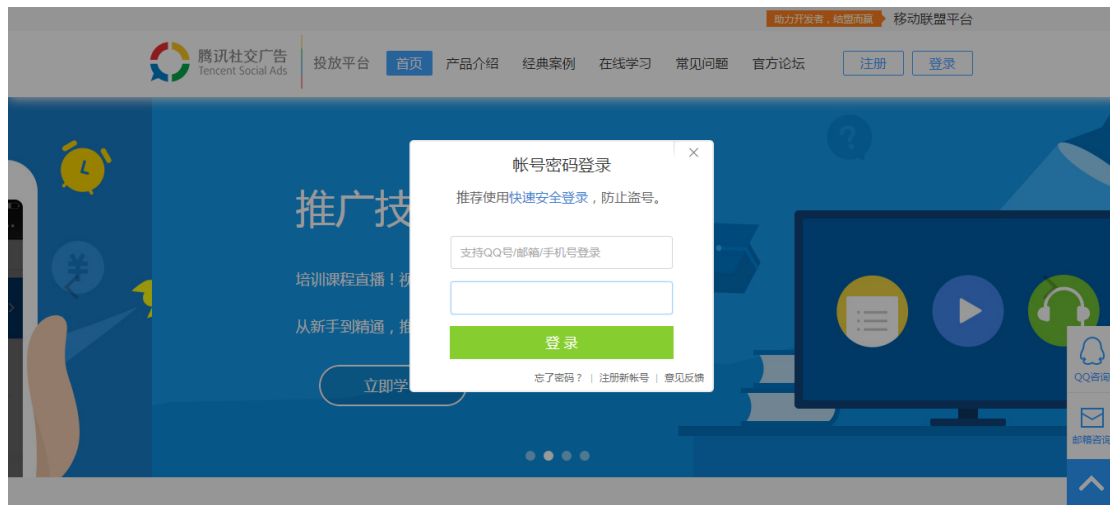 助力开发者，结盟而赢 移动联盟平台
腾讯社交广告
Tencent Social Ads
投放平台 首页 产品介绍 经典案例 在线学习 常见问题 官方论坛 注册 登录
帐号密码登录
推荐使用快速安全登录，防止盗号。
推广技
支持QQ号/邮箱/手机号登录
培训课程直播！视
从新手到精通，推
登 录
忘了密码？ | 注册新帐号 | 意见反馈
立即学
QQ咨询
邮箱咨询